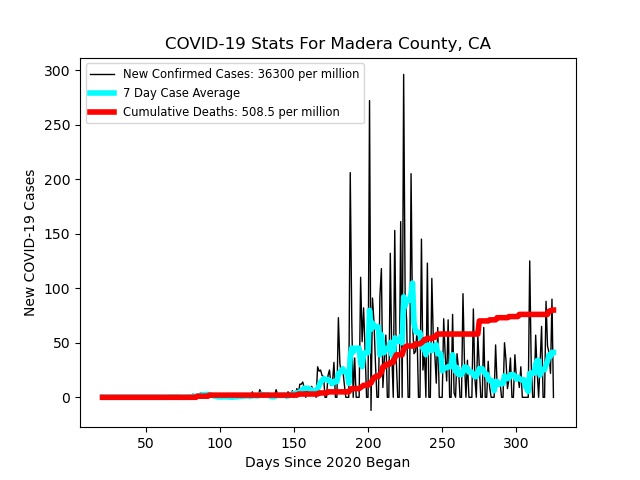 COVID-19 Stats For Madera County, CA
New Confirmed Cases: 36300 per million
7 Day Case Average
Cumulative Deaths: 508.5 per million
New COVID-19 Cases
300
250
200
150
100
50
0
50 100 150 200 250 300
Days Since 2020 Began